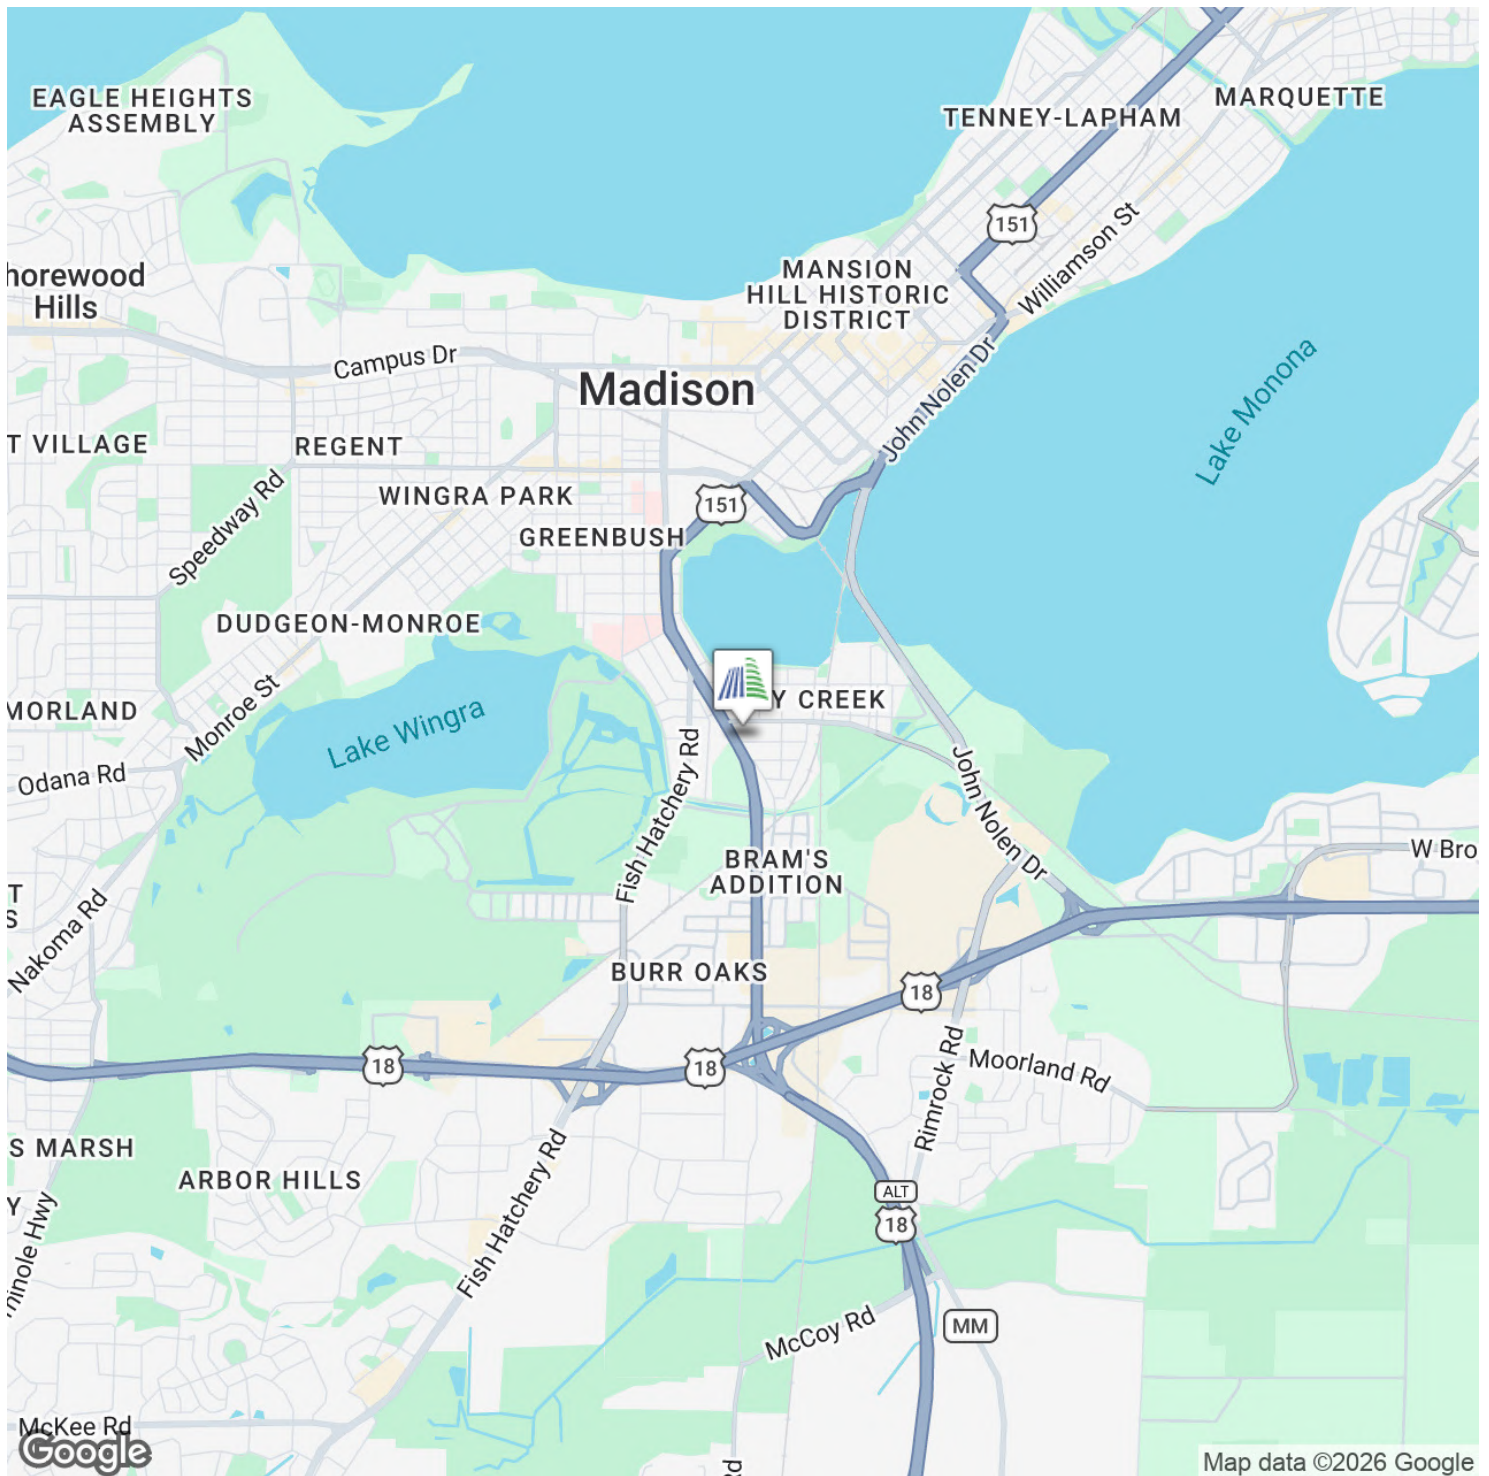 EAGLE HEIGHTS
ASSEMBLY
MARQUETTE
TENNEY-LAPHAM
151
Williamson St
horewood
Hills
MANSION
HILL HISTORIC
DISTRICT
Campus Dr
Madison
John Nolen Dr
Lake Monona
T VILLAGE
REGENT
WINGRA PARK
151
Speedway Rd
GREENBUSH
DUDGEON-MONROE
MORLAND
Monroe St
Lake Wingra
Y CREEK
Odana Rd
Fish Hatchery Rd
John Nolen Dr
W Bro
BRAM'S
ADDITION
T
S
Nakoma Rd
BURR OAKS
18
18
18
Rimrock Rd
Moorland Rd
S MARSH
ARBOR HILLS
Y
minole Hwy
Fish Hatchery Rd
ALT
18
McCoy Rd
MM
McKee Rd
Google
Rd
Map data ©2026 Google